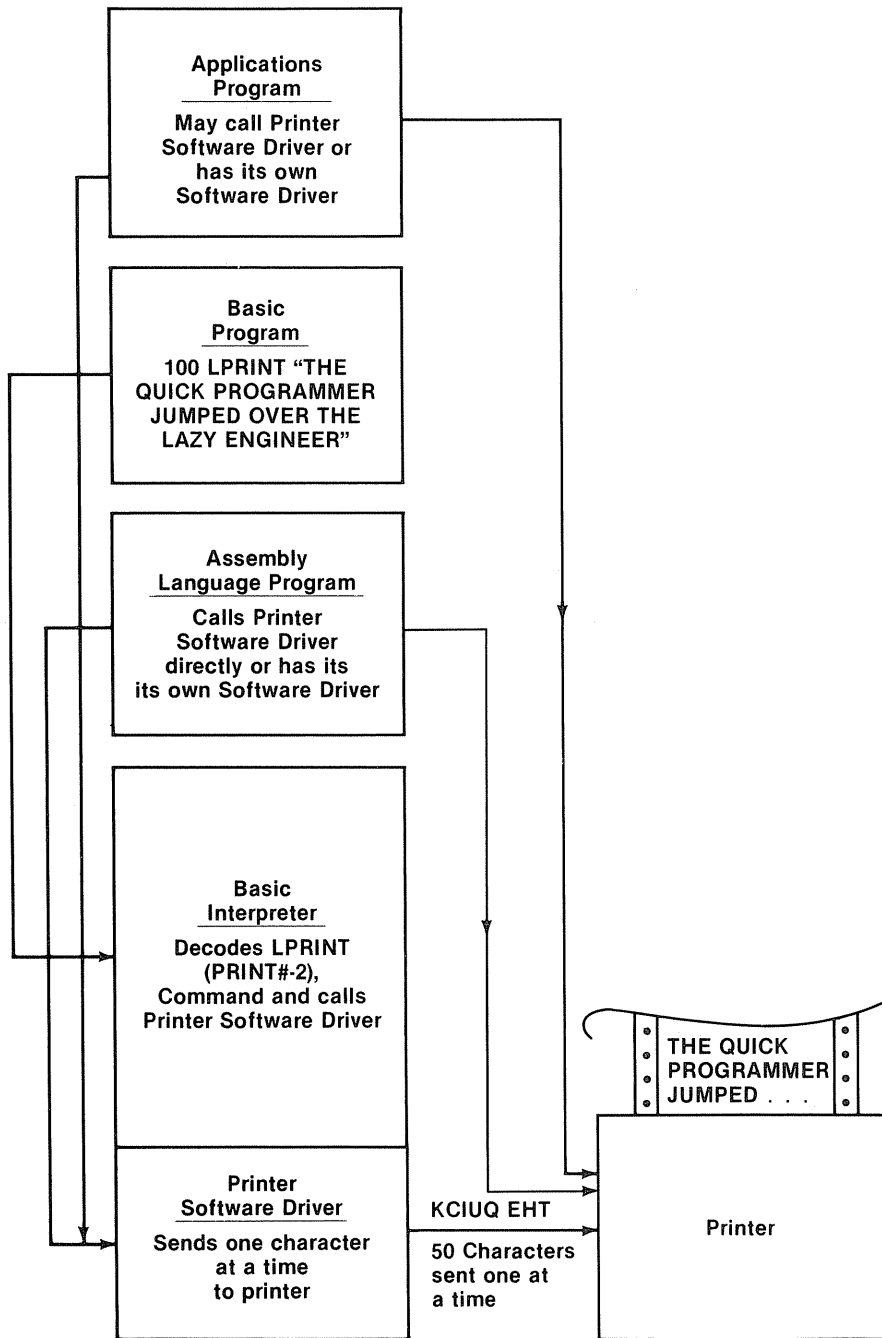 Applications
Program
May call Printer
Software Driver or
has its own
Software Driver
Basic
Program
100 LPRINT “THE
QUICK PROGRAMMER
JUMPED OVER THE
LAZY ENGINEER”
Assembly
Language Program
Calls Printer
Software Driver
directly or has its
its own Software Driver
Basic
Interpreter
Decodes LPRINT
(PRINT#-2),
Command and calls
Printer Software Driver
Printer
Software Driver
Sends one character
at a time
to printer
KCIUQ EHT
50 Characters
sent one at
a time
THE QUICK
PROGRAMMER
JUMPED . . .
Printer